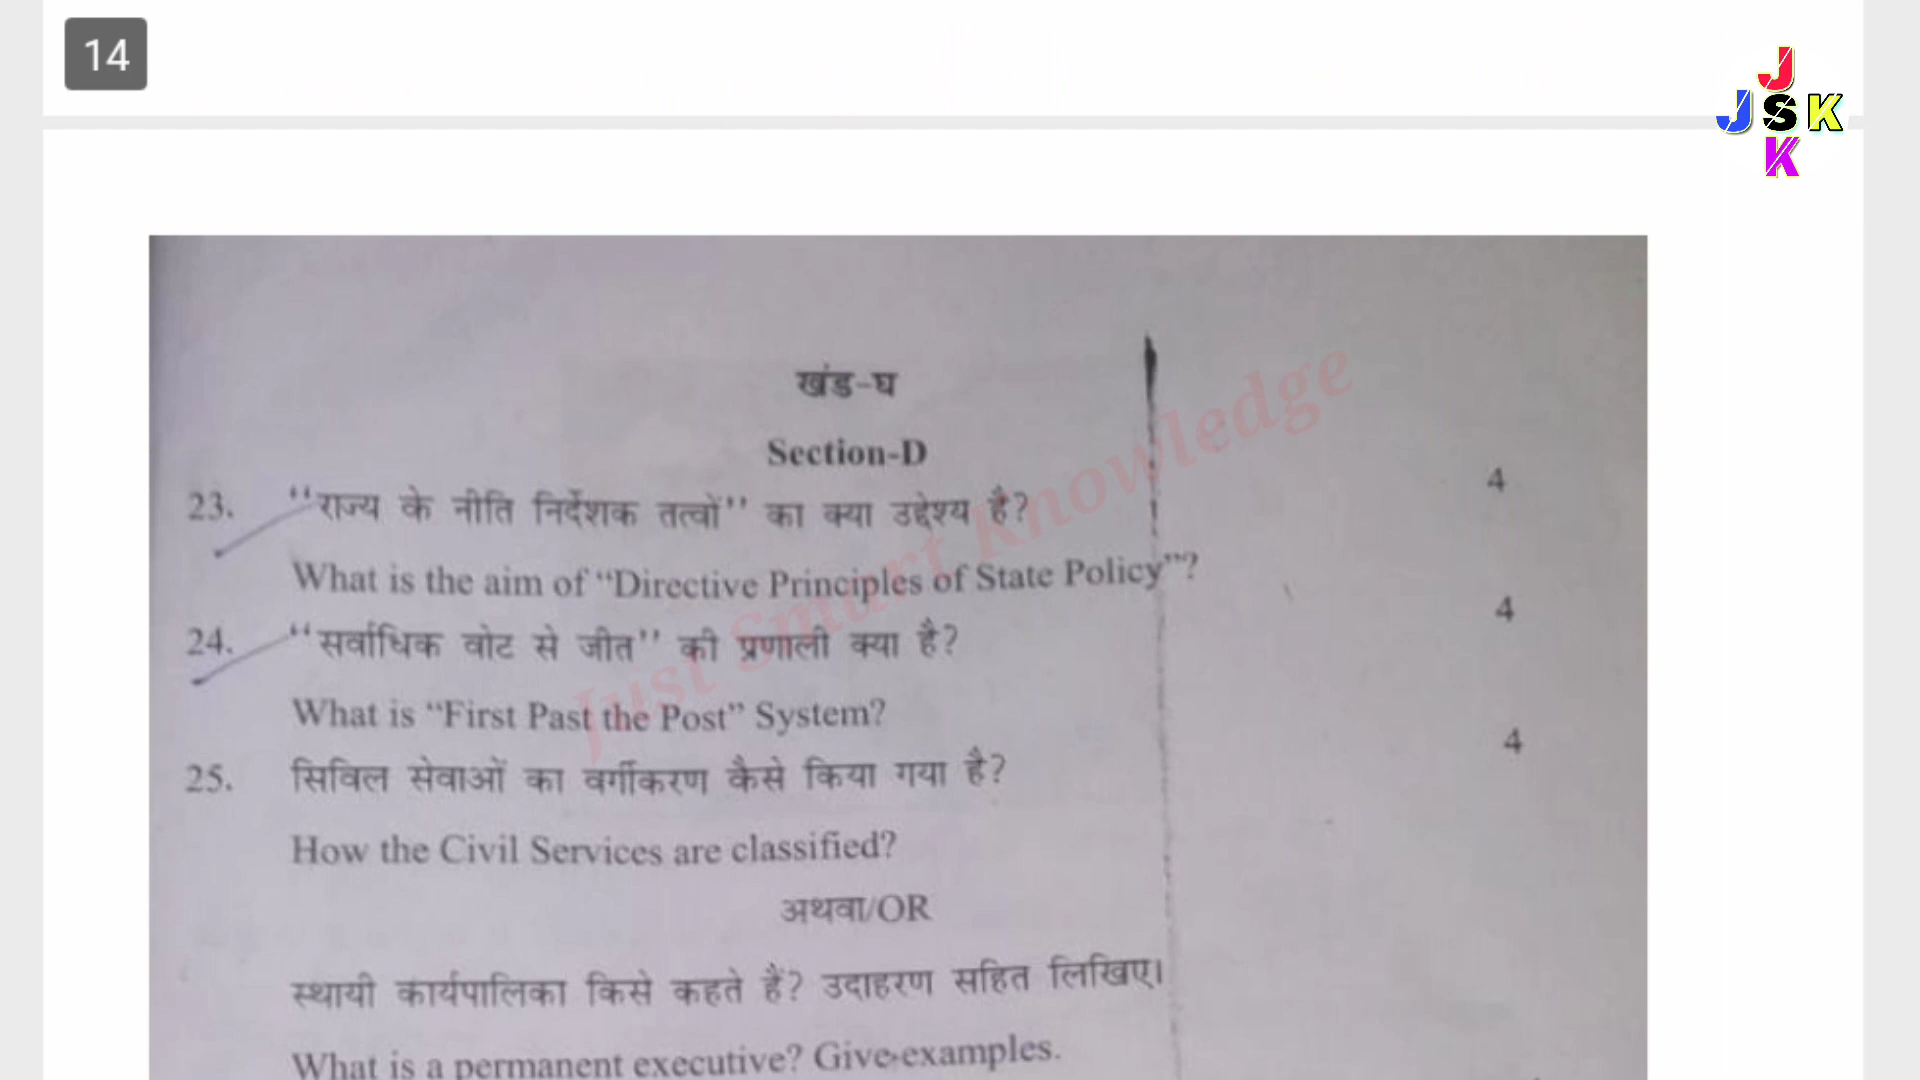 14
J
JSK
K
खंड-घ
Section-D
23. ‘‘राज्य के नीति निर्देशक तत्वों’’ का क्या उद्देश्य है? 4
What is the aim of “Directive Principles of State Policy”?
24. ‘‘सर्वाधिक वोट से जीत’’ की प्रणाली क्या है? 4
What is “First Past the Post” System?
25. सिविल सेवाओं का वर्गीकरण कैसे किया गया है? 4
How the Civil Services are classified?
अथवा/OR
स्थायी कार्यपालिका किसे कहते हैं? उदाहरण सहित लिखिए।
What is a permanent executive? Give examples.
Just Smart Knowledge